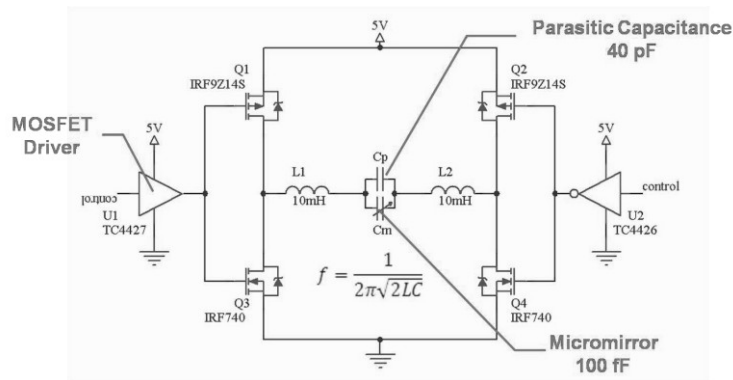 5V
Parasitic Capacitance
40 pF
Q1
IRF9Z14S
Q2
IRF9Z14S
MOSFET
Driver
5V
5V
L1
10mH
Cp
Cm
L2
10mH
control
U1
TC4427
control
U2
TC4426
f = 1 / 2π√2LC
Q3
IRF740
Q4
IRF740
Micromirror
100 fF